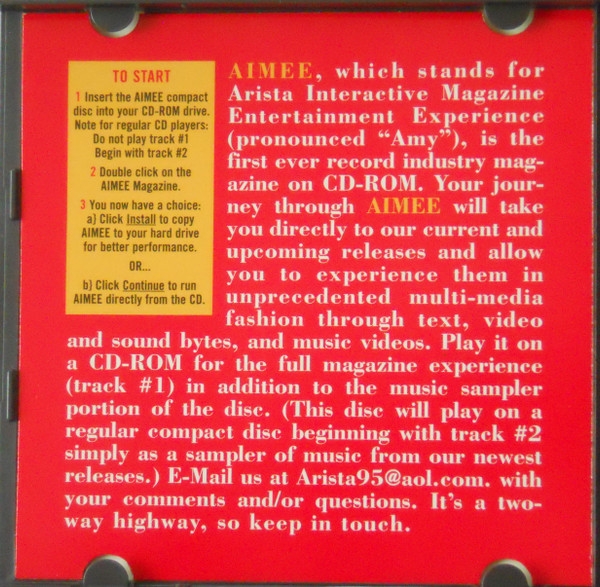 TO START
1 Insert the AIMEE compact
disc into your CD-ROM drive.
Note for regular CD players:
Do not play track #1
Begin with track #2
2 Double click on the
AIMEE Magazine.
3 You now have a choice:
a) Click Install to copy
AIMEE to your hard drive
for better performance.
OR...
b) Click Continue to run
AIMEE directly from the CD.
AIMEE, which stands for
Arista Interactive Magazine
Entertainment Experience
(pronounced “Amy”), is the
first ever record industry mag-
azine on CD-ROM. Your jour-
ney through AIMEE will take
you directly to our current and
upcoming releases and allow
you to experience them in
unprecedented multi-media
fashion through text, video
and sound bytes, and music videos. Play it on
a CD-ROM for the full magazine experience
(track #1) in addition to the music sampler
portion of the disc. (This disc will play on a
regular compact disc beginning with track #2
simply as a sampler of music from our newest
releases.) E-Mail us at Arista95@aol.com. with
your comments and/or questions. It's a two-
way highway, so keep in touch.